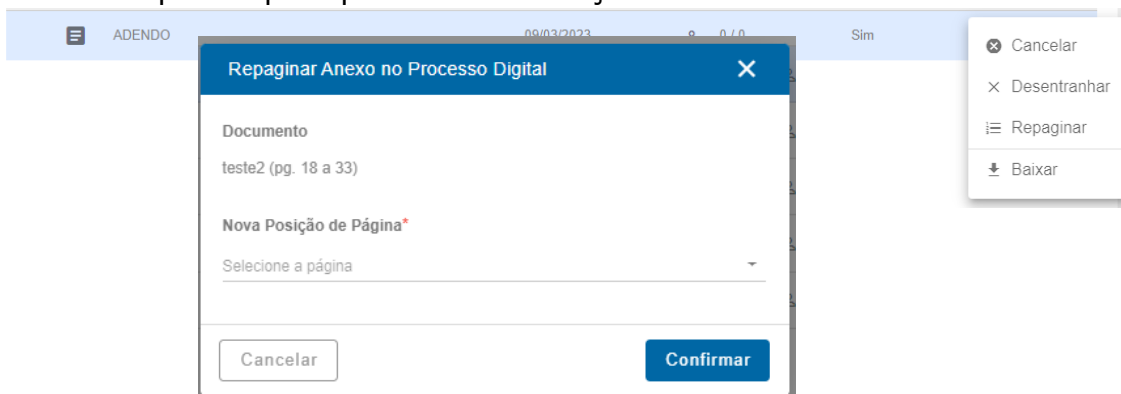 ADENDO 09/03/2023 0 / 0 Sim
Cancelar
Desentranhar
Repaginar
Baixar
Repaginar Anexo no Processo Digital
Documento
teste2 (pg. 18 a 33)
Nova Posição de Página*
Selecione a página
Cancelar
Confirmar